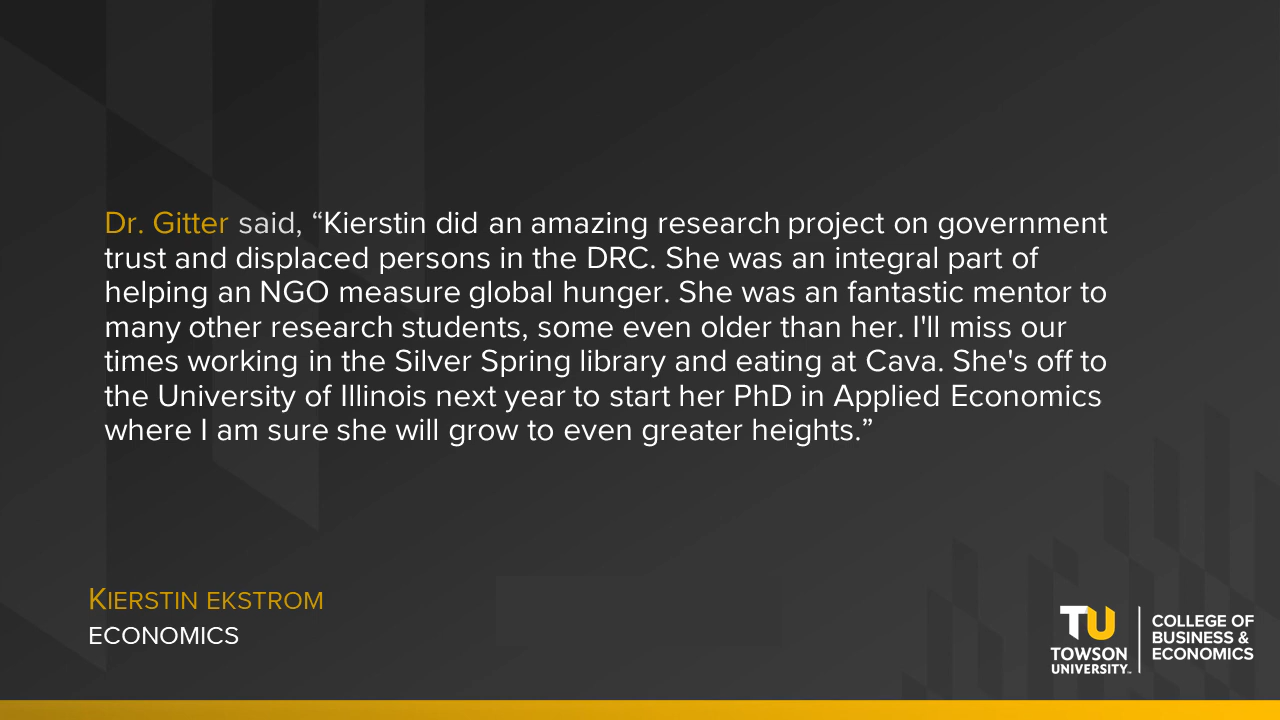 Dr. Gitter said, “Kierstin did an amazing research project on government
trust and displaced persons in the DRC. She was an integral part of
helping an NGO measure global hunger. She was an fantastic mentor to
many other research students, some even older than her. I'll miss our
times working in the Silver Spring library and eating at Cava. She's off to
the University of Illinois next year to start her PhD in Applied Economics
where I am sure she will grow to even greater heights.”
KIERSTIN EKSTROM
ECONOMICS
TU
TOWSON
UNIVERSITY™
COLLEGE OF
BUSINESS &
ECONOMICS